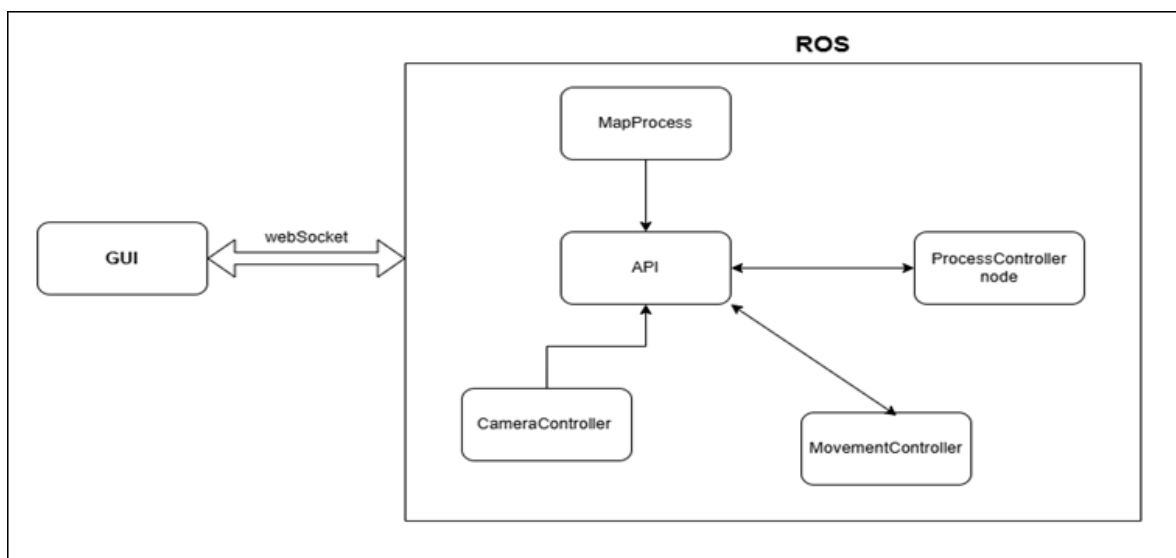 ROS
MapProcess
webSocket
GUI
API
ProcessController
node
CameraController
MovementController